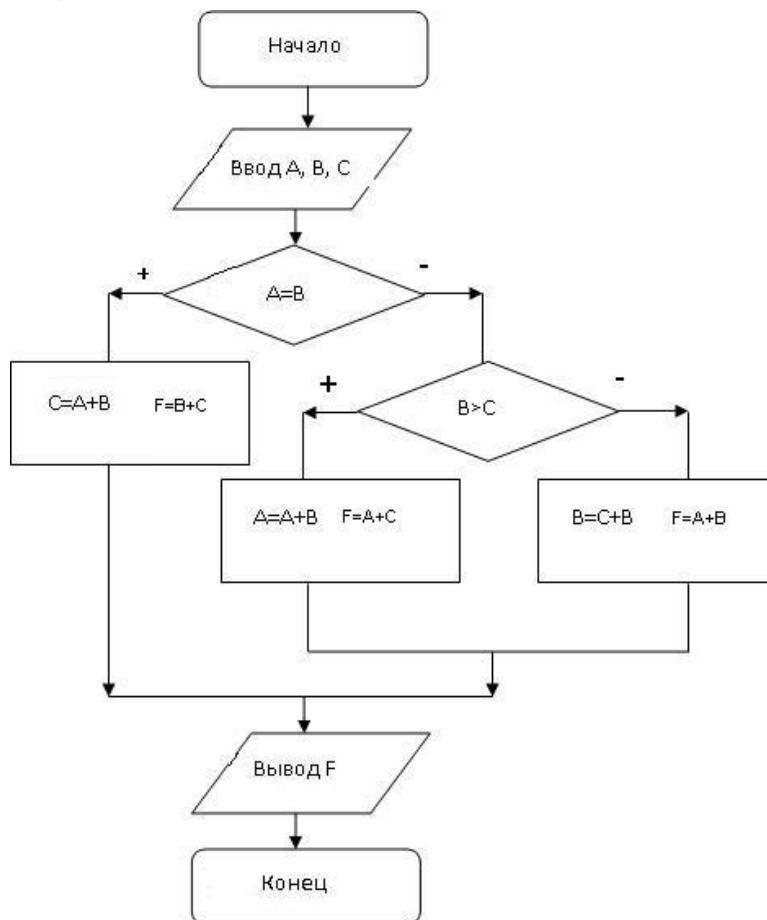 Начало
Ввод A, B, C
+ -
A=B
C=A+B F=B+C
+ -
B>C
A=A+B F=A+C
B=C+B F=A+B
Вывод F
Конец